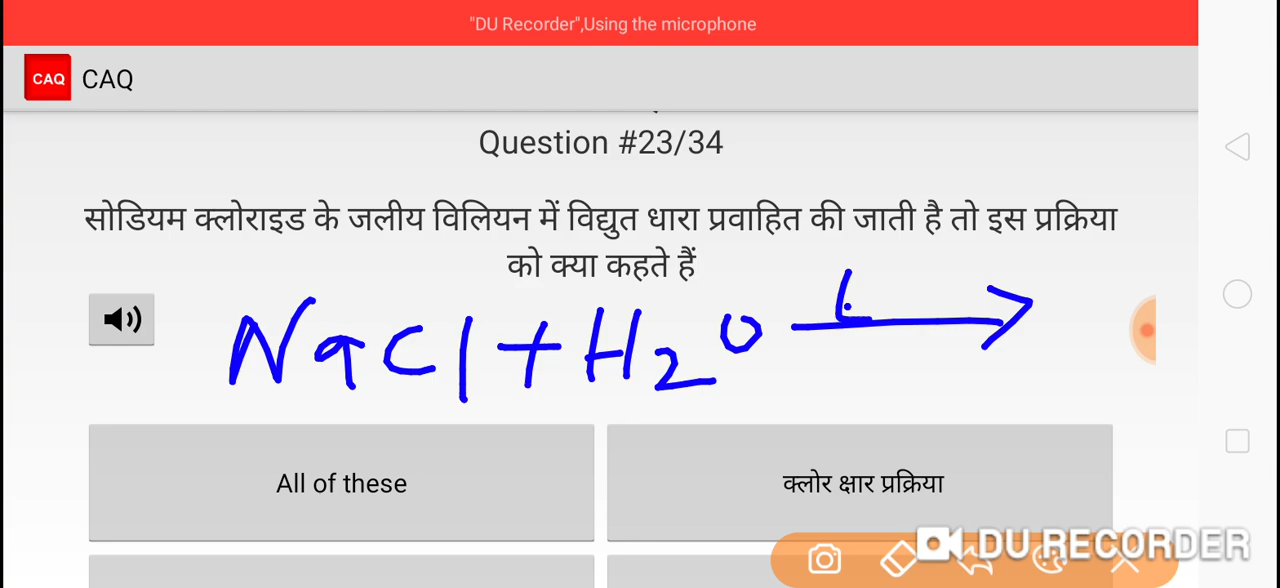 "DU Recorder",Using the microphone
CAQ CAQ
Question #23/34
सोडियम क्लोराइड के जलीय विलियन में विद्युत धारा प्रवाहित की जाती है तो इस प्रक्रिया
को क्या कहते हैं
NaCl + H2O
All of these
क्लोर क्षार प्रक्रिया
DU RECORDER